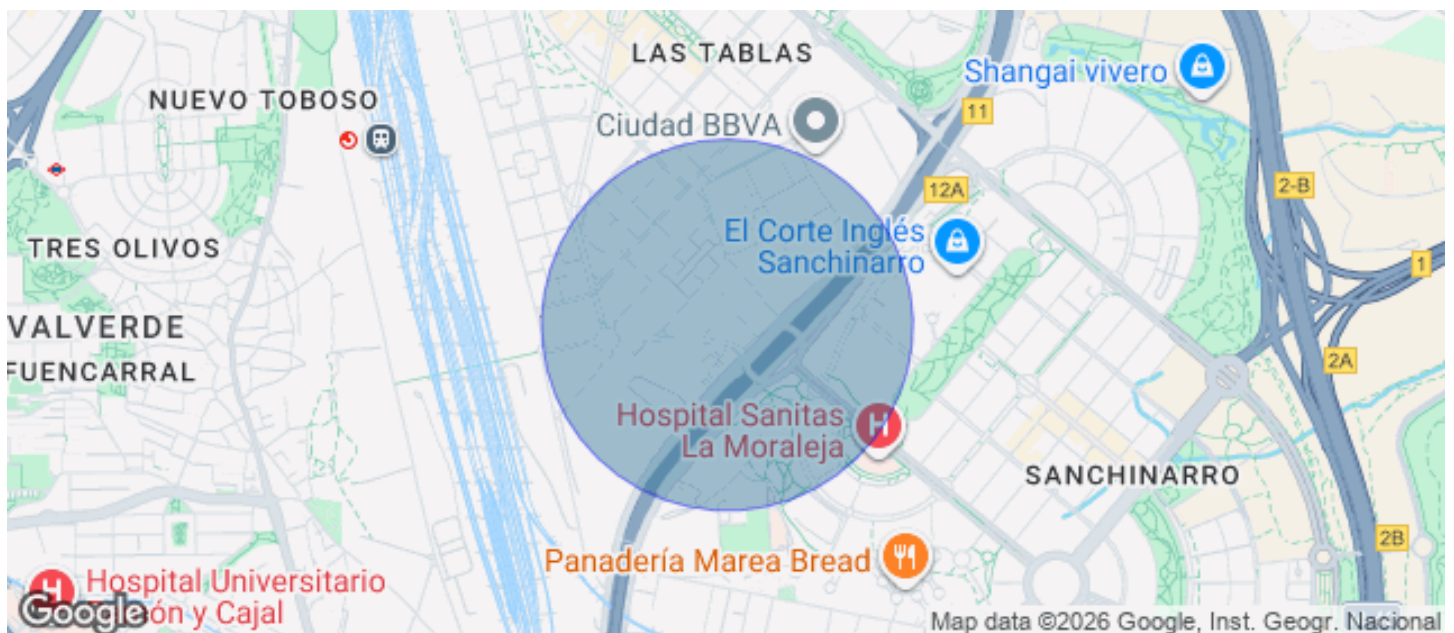 LAS TABLAS
Shangai vivero
NUEVO TOBOSO
11
Ciudad BBVA
2-B
12A
El Corte Inglés
Sanchinarro
TRES OLIVOS
1
VALVERDE
2A
FUENCARRAL
Hospital Sanitas
La Moraleja
H
SANCHINARRO
2B
Panadería Marea Bread
H
Hospital Universitario
y Cajal
Google
Map data ©2026 Google, Inst. Geogr. Nacional